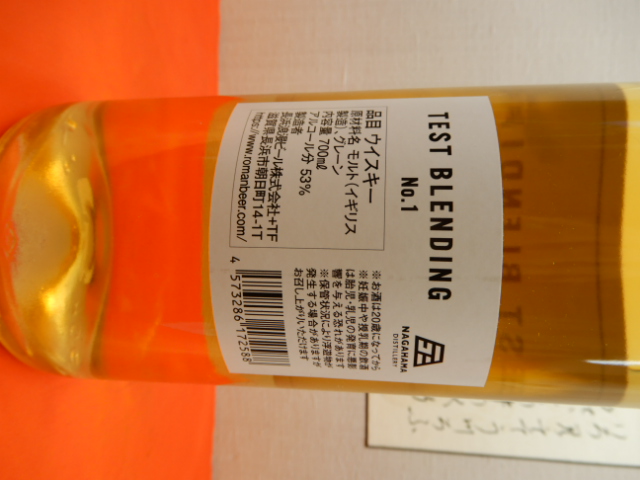 TEST BLENDING
No.1
品目 ウイスキー
原材料名 モルト(イギリス
製造)、グレーン
内容量 700ml
アルコール分 53%
製造者
長浜浪漫ビール株式会社+TF
滋賀県長浜市朝日町14-1T
https://www.romanbeer.com/
NAGAHAMA
DISTILLERY
※お酒は20歳になってから
※妊娠中や授乳期の飲酒
は胎児・乳児の発育に悪影
響を与える恐れがあります
※保管状況により浮遊物が
発生する場合がありますが
お召し上がりいただけます
4 573286 172588